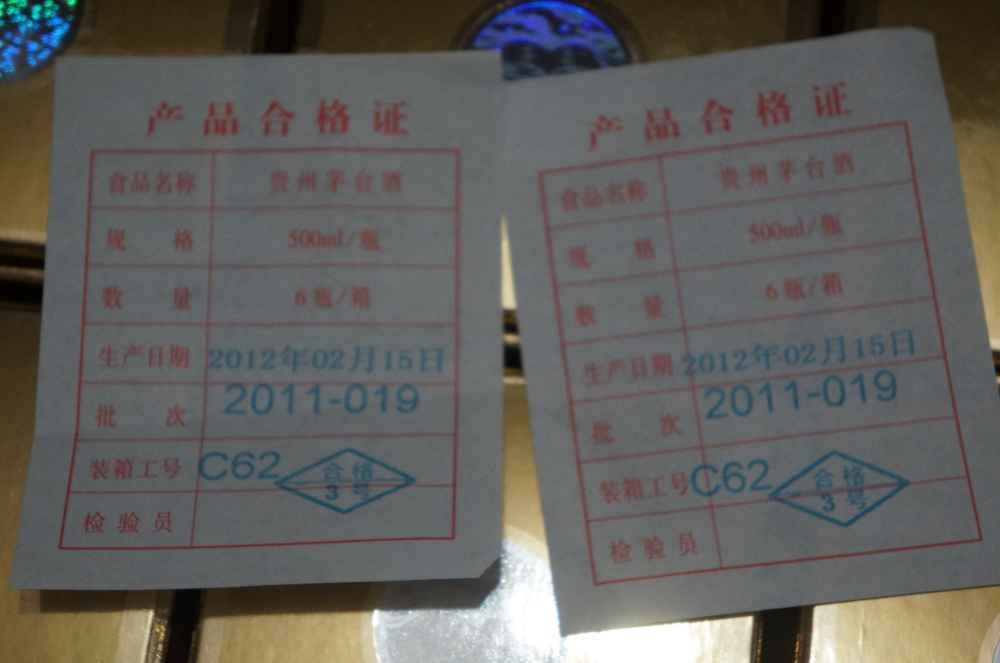 产品合格证
食品名称 贵州茅台酒
规 格 500ml/瓶
数 量 6瓶/箱
生产日期 2012年02月15日
批 次 2011-019
装箱工号 C62
合格
3号
检验员
产品合格证
食品名称 贵州茅台酒
规 格 500ml/瓶
数 量 6瓶/箱
生产日期 2012年02月15日
批 次 2011-019
装箱工号 C62
合格
3号
检验员